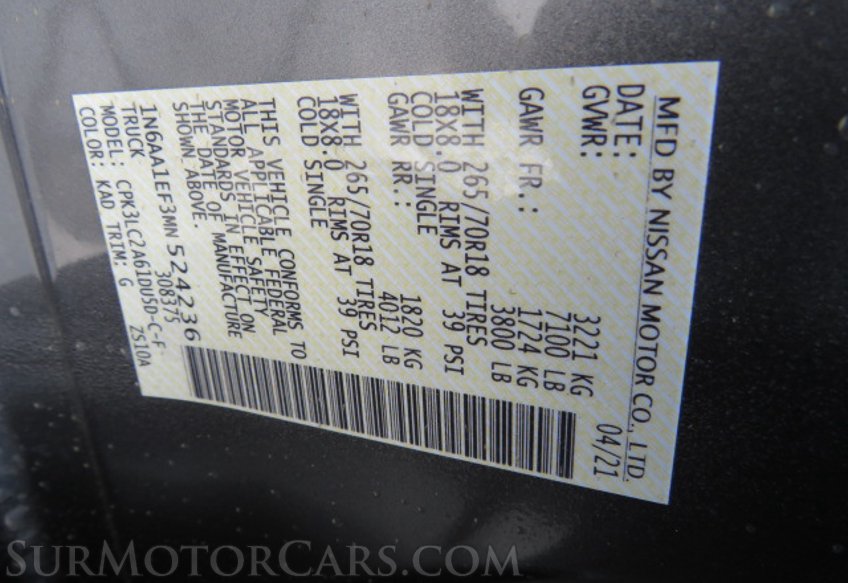 MFD BY NISSAN MOTOR CO., LTD.
DATE: 04/21
GVWR: 3221 KG
7100 LB
GAWR FR.: 1724 KG
3800 LB
WITH 265/70R18 TIRES
18X8.0 RIMS AT 39 PSI
COLD SINGLE
GAWR RR.: 1820 KG
4012 LB
WITH 265/70R18 TIRES
18X8.0 RIMS AT 39 PSI
COLD SINGLE
THIS VEHICLE CONFORMS TO
ALL APPLICABLE FEDERAL
MOTOR VEHICLE SAFETY
STANDARDS IN EFFECT ON
THE DATE OF MANUFACTURE
SHOWN ABOVE.
1N6AA1EF3MN524236
TRUCK 308375
MODEL: CPK3LC2A61DU5D-C-F
COLOR: KAD TRIM: G ZS10A
SURMOTORCARS.COM